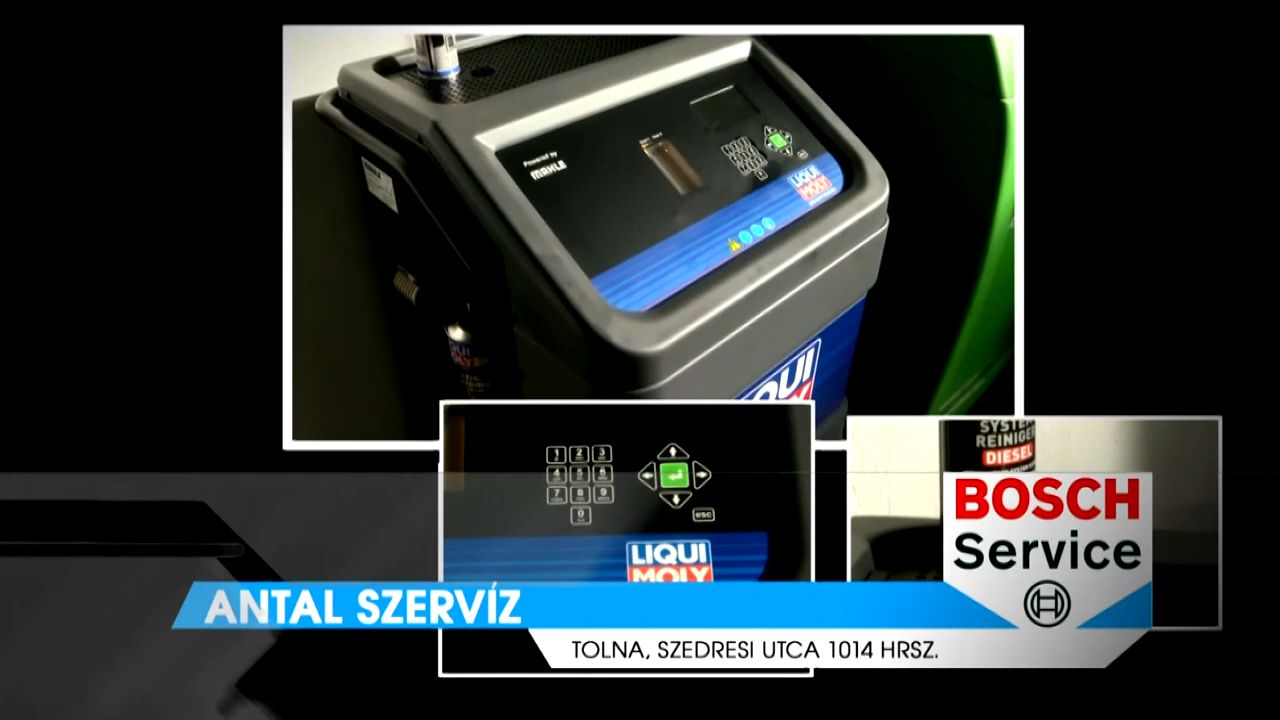 Powered by
MAHLE
LIQUI
MOLY
LIQUI
MOLY
QUI
1 2 3
4 5 6
7 8 9
0
esc
LIQUI
MOLY
SYSTEM
REINIGER
DIESEL
BOSCH
Service
ANTAL SZERVÍZ
TOLNA, SZEDRESI UTCA 1014 HRSZ.